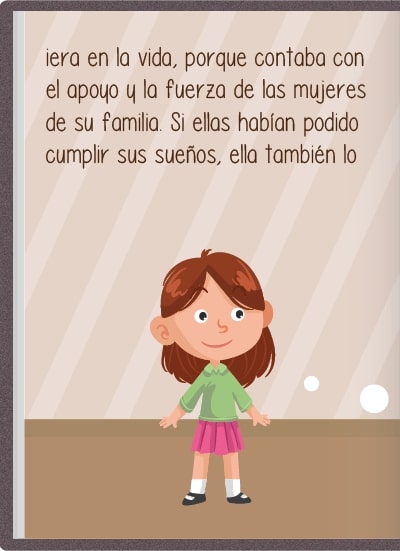 iera en la vida, porque contaba con
el apoyo y la fuerza de las mujeres
de su familia. Si ellas habían podido
cumplir sus sueños, ella también lo